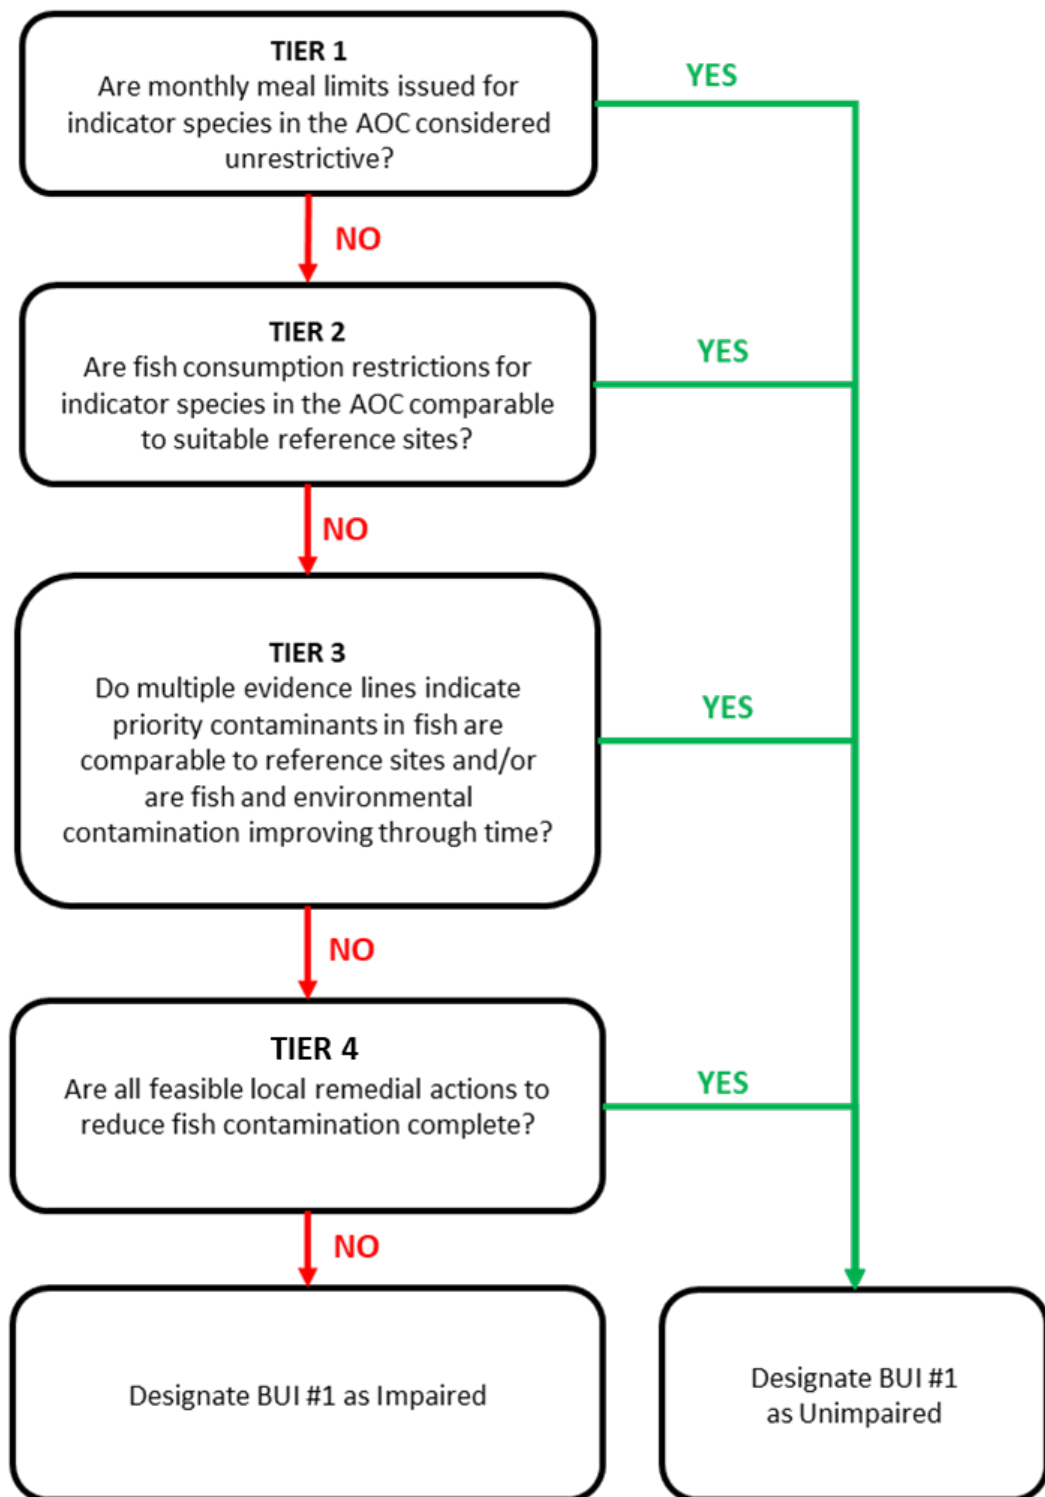 TIER 1
Are monthly meal limits issued for
indicator species in the AOC considered
unrestrictive?
YES
NO
TIER 2
Are fish consumption restrictions for
indicator species in the AOC comparable
to suitable reference sites?
YES
NO
TIER 3
Do multiple evidence lines indicate
priority contaminants in fish are
comparable to reference sites and/or
are fish and environmental
contamination improving through time?
YES
NO
TIER 4
Are all feasible local remedial actions to
reduce fish contamination complete?
YES
NO
Designate BUI #1 as Impaired
Designate BUI #1
as Unimpaired